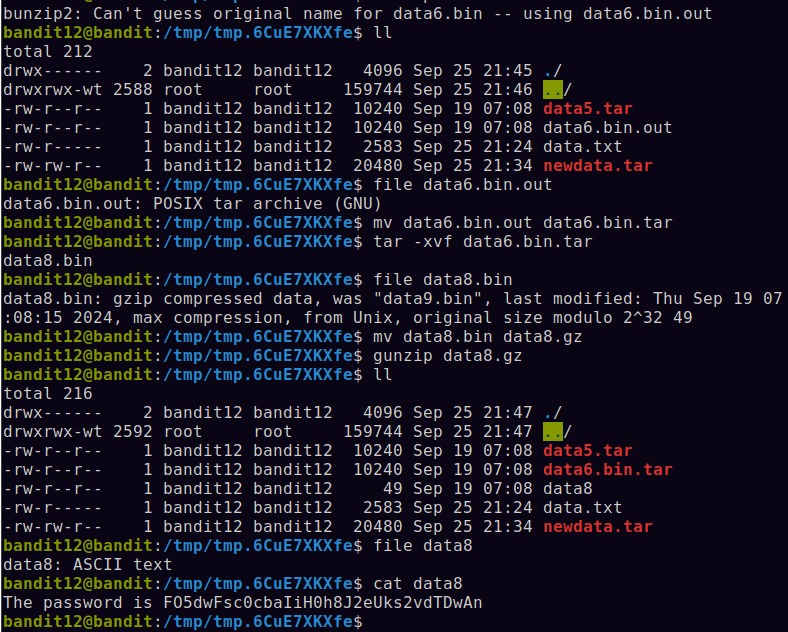 bunzip2: Can't guess original name for data6.bin -- using data6.bin.out
bandit12@bandit:/tmp/tmp.6CuE7XKXfe$ ll
total 212
drwx------    2 bandit12 bandit12   4096 Sep 25 21:45 ./
drwxrwx-wt 2588 root     root     159744 Sep 25 21:46 ../
-rw-r--r--    1 bandit12 bandit12  10240 Sep 19 07:08 data5.tar
-rw-r--r--    1 bandit12 bandit12  10240 Sep 19 07:08 data6.bin.out
-rw-r-----    1 bandit12 bandit12   2583 Sep 25 21:24 data.txt
-rw-rw-r--    1 bandit12 bandit12  20480 Sep 25 21:34 newdata.tar
bandit12@bandit:/tmp/tmp.6CuE7XKXfe$ file data6.bin.out
data6.bin.out: POSIX tar archive (GNU)
bandit12@bandit:/tmp/tmp.6CuE7XKXfe$ mv data6.bin.out data6.bin.tar
bandit12@bandit:/tmp/tmp.6CuE7XKXfe$ tar -xvf data6.bin.tar
data8.bin
bandit12@bandit:/tmp/tmp.6CuE7XKXfe$ file data8.bin
data8.bin: gzip compressed data, was "data9.bin", last modified: Thu Sep 19 07
:08:15 2024, max compression, from Unix, original size modulo 2^32 49
bandit12@bandit:/tmp/tmp.6CuE7XKXfe$ mv data8.bin data8.gz
bandit12@bandit:/tmp/tmp.6CuE7XKXfe$ gunzip data8.gz
bandit12@bandit:/tmp/tmp.6CuE7XKXfe$ ll
total 216
drwx------    2 bandit12 bandit12   4096 Sep 25 21:47 ./
drwxrwx-wt 2592 root     root     159744 Sep 25 21:47 ../
-rw-r--r--    1 bandit12 bandit12  10240 Sep 19 07:08 data5.tar
-rw-r--r--    1 bandit12 bandit12  10240 Sep 19 07:08 data6.bin.tar
-rw-r--r--    1 bandit12 bandit12     49 Sep 19 07:08 data8
-rw-r-----    1 bandit12 bandit12   2583 Sep 25 21:24 data.txt
-rw-rw-r--    1 bandit12 bandit12  20480 Sep 25 21:34 newdata.tar
bandit12@bandit:/tmp/tmp.6CuE7XKXfe$ file data8
data8: ASCII text
bandit12@bandit:/tmp/tmp.6CuE7XKXfe$ cat data8
The password is FO5dwFsc0cbaIiH0h8J2eUks2vdTDwAn
bandit12@bandit:/tmp/tmp.6CuE7XKXfe$